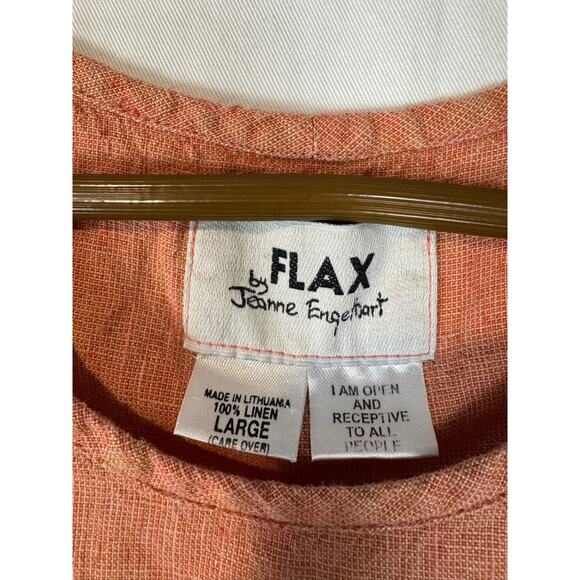 FLAX
by
Jeanne Engelhart
MADE IN LITHUANIA
100% LINEN
LARGE
(CARE OVER)
I AM OPEN
AND
RECEPTIVE
TO ALL
PEOPLE